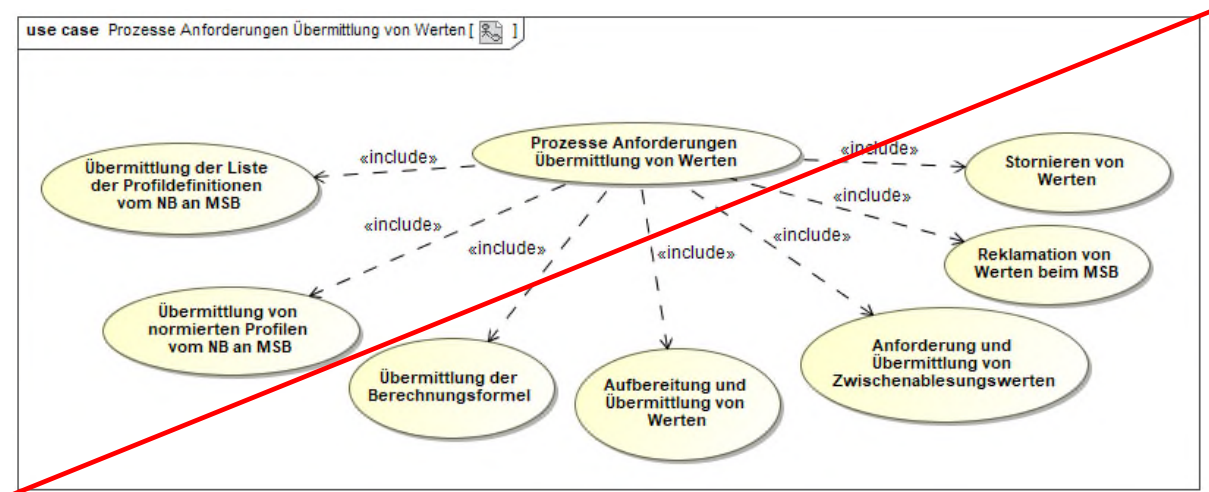 use case Prozesse Anforderungen Übermittlung von Werten [ ]
Prozesse Anforderungen
Übermittlung von Werten
«include»
«include»
«include»
«include»
«include»
«include»
Übermittlung der Liste
der Profildefinitionen
vom NB an MSB
Stornieren von
Werten
Reklamation von
Werten beim MSB
Übermittlung von
normierten Profilen
vom NB an MSB
Übermittlung der
Berechnungsformel
Aufbereitung und
Übermittlung von
Werten
Anforderung und
Übermittlung von
Zwischenablesungswerten